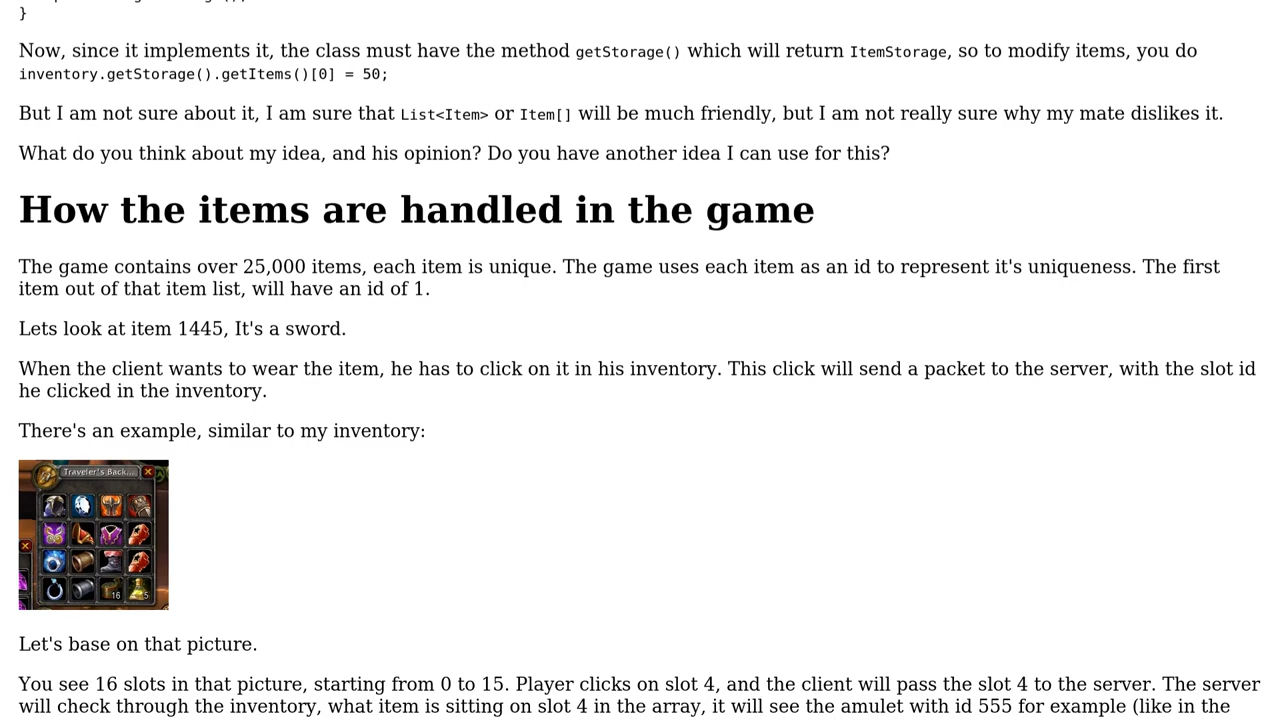 }
Now, since it implements it, the class must have the method getStorage() which will return ItemStorage, so to modify items, you do
inventory.getStorage().getItems()[0] = 50;
But I am not sure about it, I am sure that List<Item> or Item[] will be much friendly, but I am not really sure why my mate dislikes it.
What do you think about my idea, and his opinion? Do you have another idea I can use for this?
How the items are handled in the game
The game contains over 25,000 items, each item is unique. The game uses each item as an id to represent it's uniqueness. The first
item out of that item list, will have an id of 1.
Lets look at item 1445, It's a sword.
When the client wants to wear the item, he has to click on it in his inventory. This click will send a packet to the server, with the slot id
he clicked in the inventory.
There's an example, similar to my inventory:
Traveler's Back...
16 5
Let's base on that picture.
You see 16 slots in that picture, starting from 0 to 15. Player clicks on slot 4, and the client will pass the slot 4 to the server. The server
will check through the inventory, what item is sitting on slot 4 in the array, it will see the amulet with id 555 for example (like in the